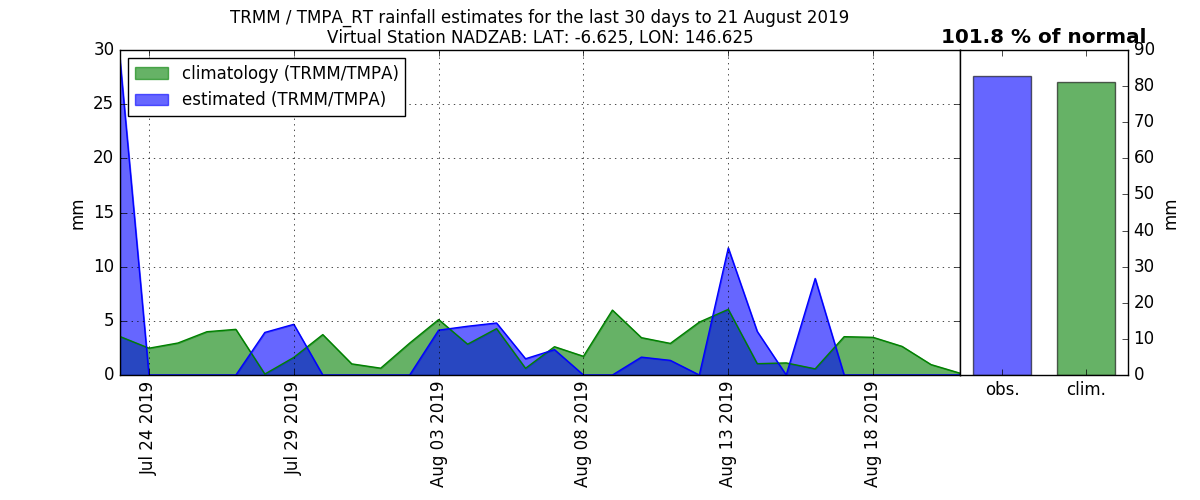 TRMM / TMPA_RT rainfall estimates for the last 30 days to 21 August 2019
Virtual Station NADZAB: LAT: -6.625, LON: 146.625
101.8 % of normal
climatology (TRMM/TMPA)
estimated (TRMM/TMPA)
30
25
20
15
10
5
0
mm
Jul 24 2019
Jul 29 2019
Aug 03 2019
Aug 08 2019
Aug 13 2019
Aug 18 2019
obs.
clim.
90
80
70
60
50
40
30
20
10
0
mm